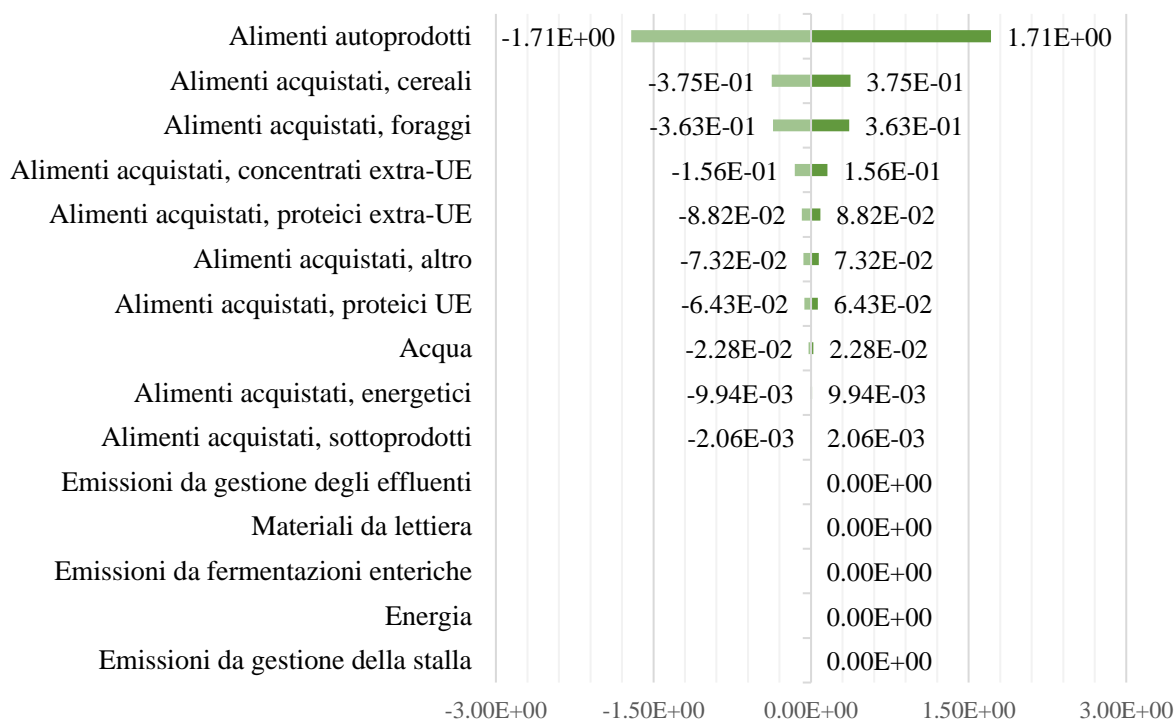 Alimenti autoprodotti -1.71E+00 1.71E+00
Alimenti acquistati, cereali -3.75E-01 3.75E-01
Alimenti acquistati, foraggi -3.63E-01 3.63E-01
Alimenti acquistati, concentrati extra-UE -1.56E-01 1.56E-01
Alimenti acquistati, proteici extra-UE -8.82E-02 8.82E-02
Alimenti acquistati, altro -7.32E-02 7.32E-02
Alimenti acquistati, proteici UE -6.43E-02 6.43E-02
Acqua -2.28E-02 2.28E-02
Alimenti acquistati, energetici -9.94E-03 9.94E-03
Alimenti acquistati, sottoprodotti -2.06E-03 2.06E-03
Emissioni da gestione degli effluenti 0.00E+00
Materiali da lettiera 0.00E+00
Emissioni da fermentazioni enteriche 0.00E+00
Energia 0.00E+00
Emissioni da gestione della stalla 0.00E+00
-3.00E+00 -1.50E+00 0.00E+00 1.50E+00 3.00E+00